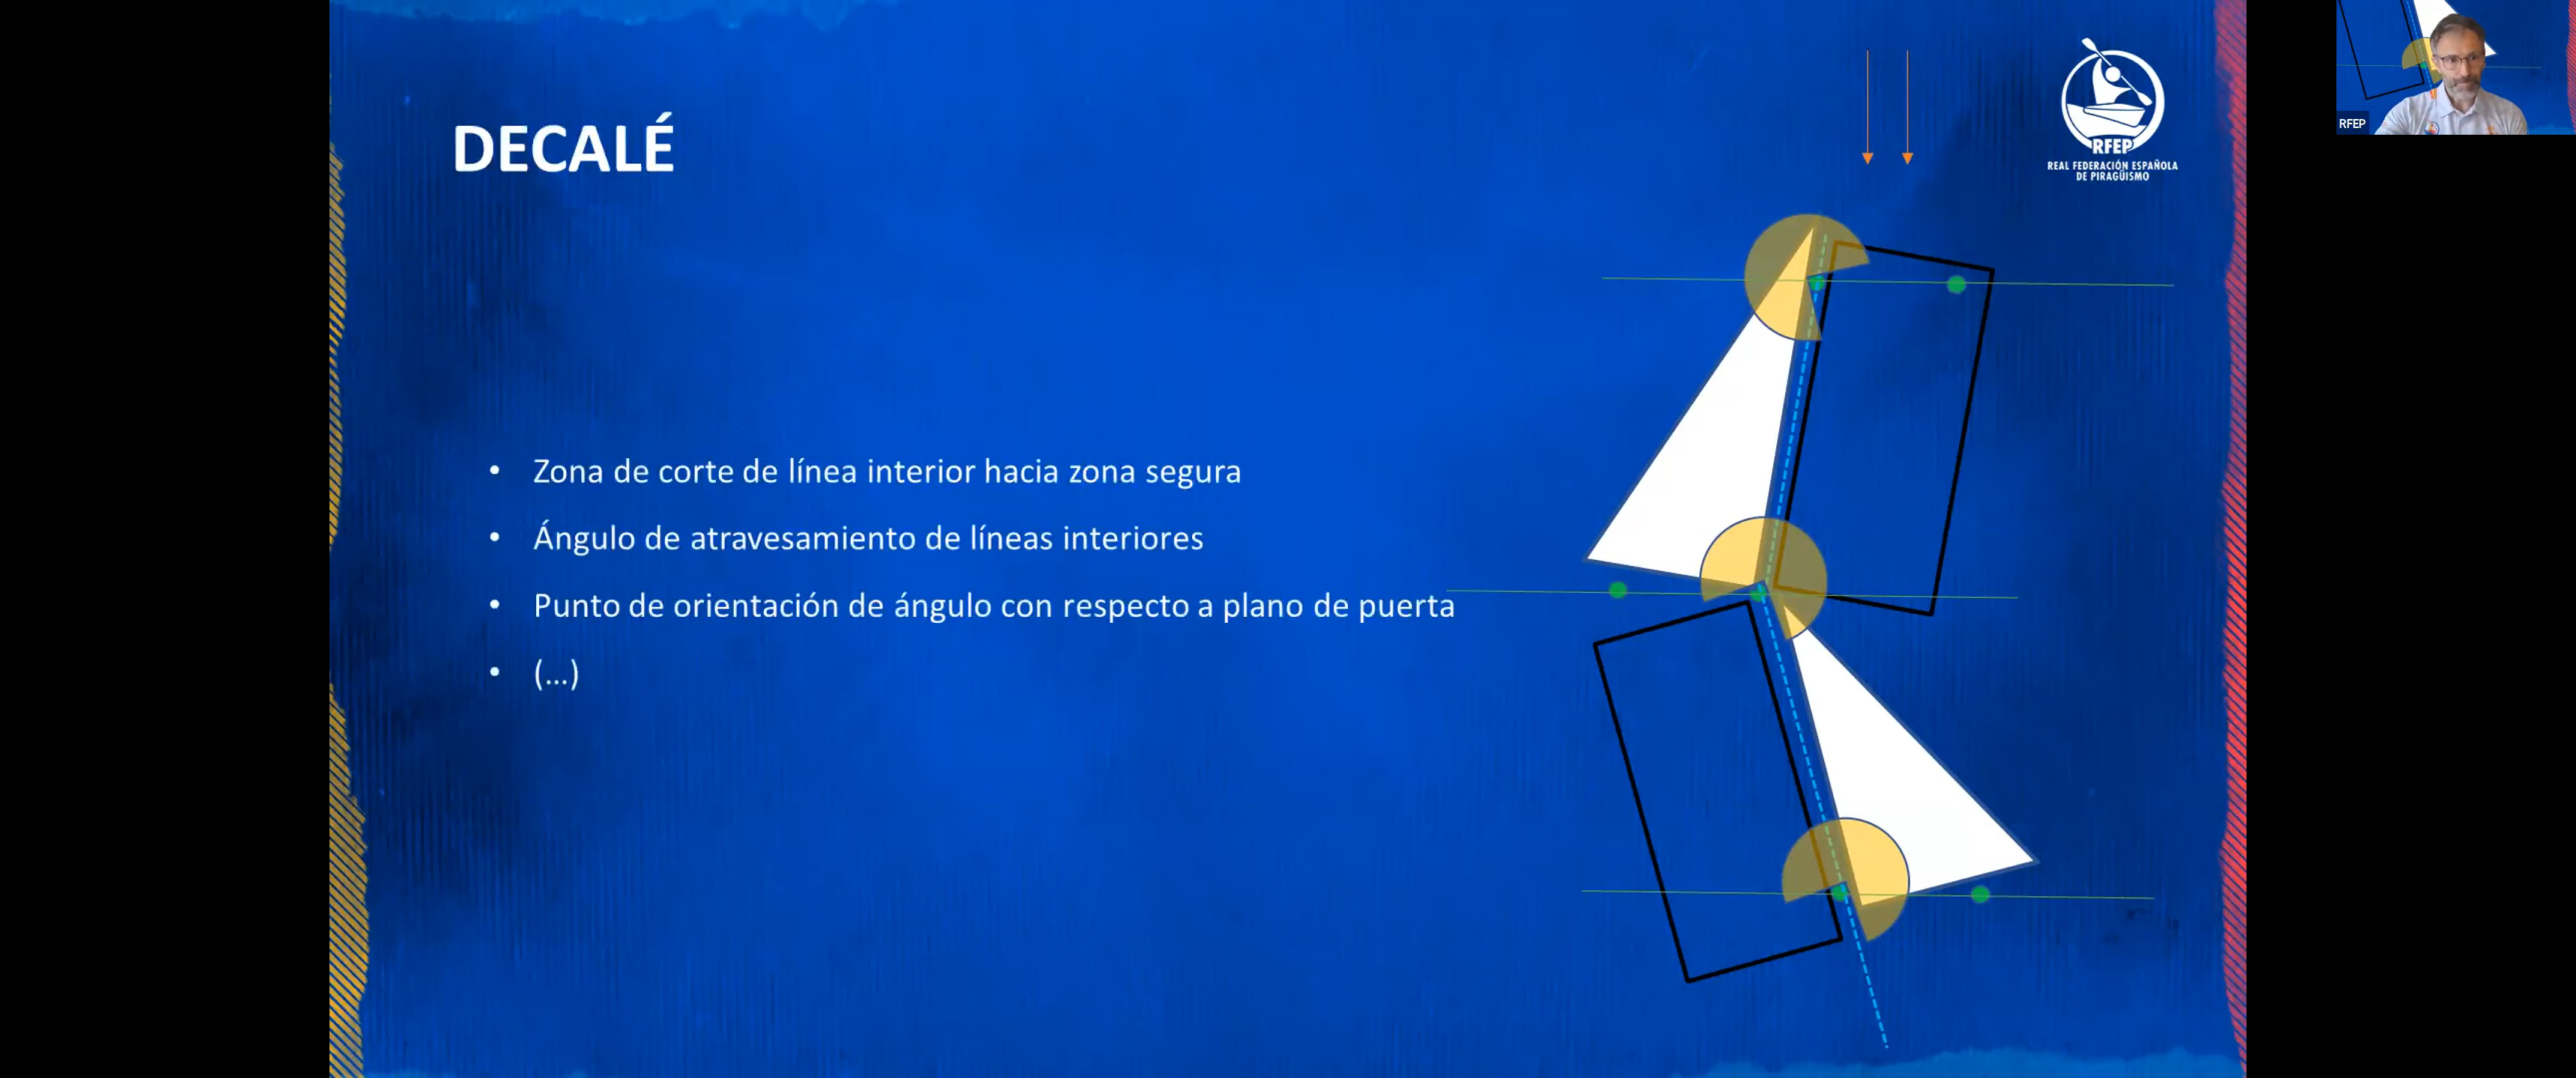 DECALÉ
RFEP
REAL FEDERACIÓN ESPAÑOLA
DE PIRAGÜISMO
RFEP
• Zona de corte de línea interior hacia zona segura
• Ángulo de atravesamiento de líneas interiores
• Punto de orientación de ángulo con respecto a plano de puerta
• (...)